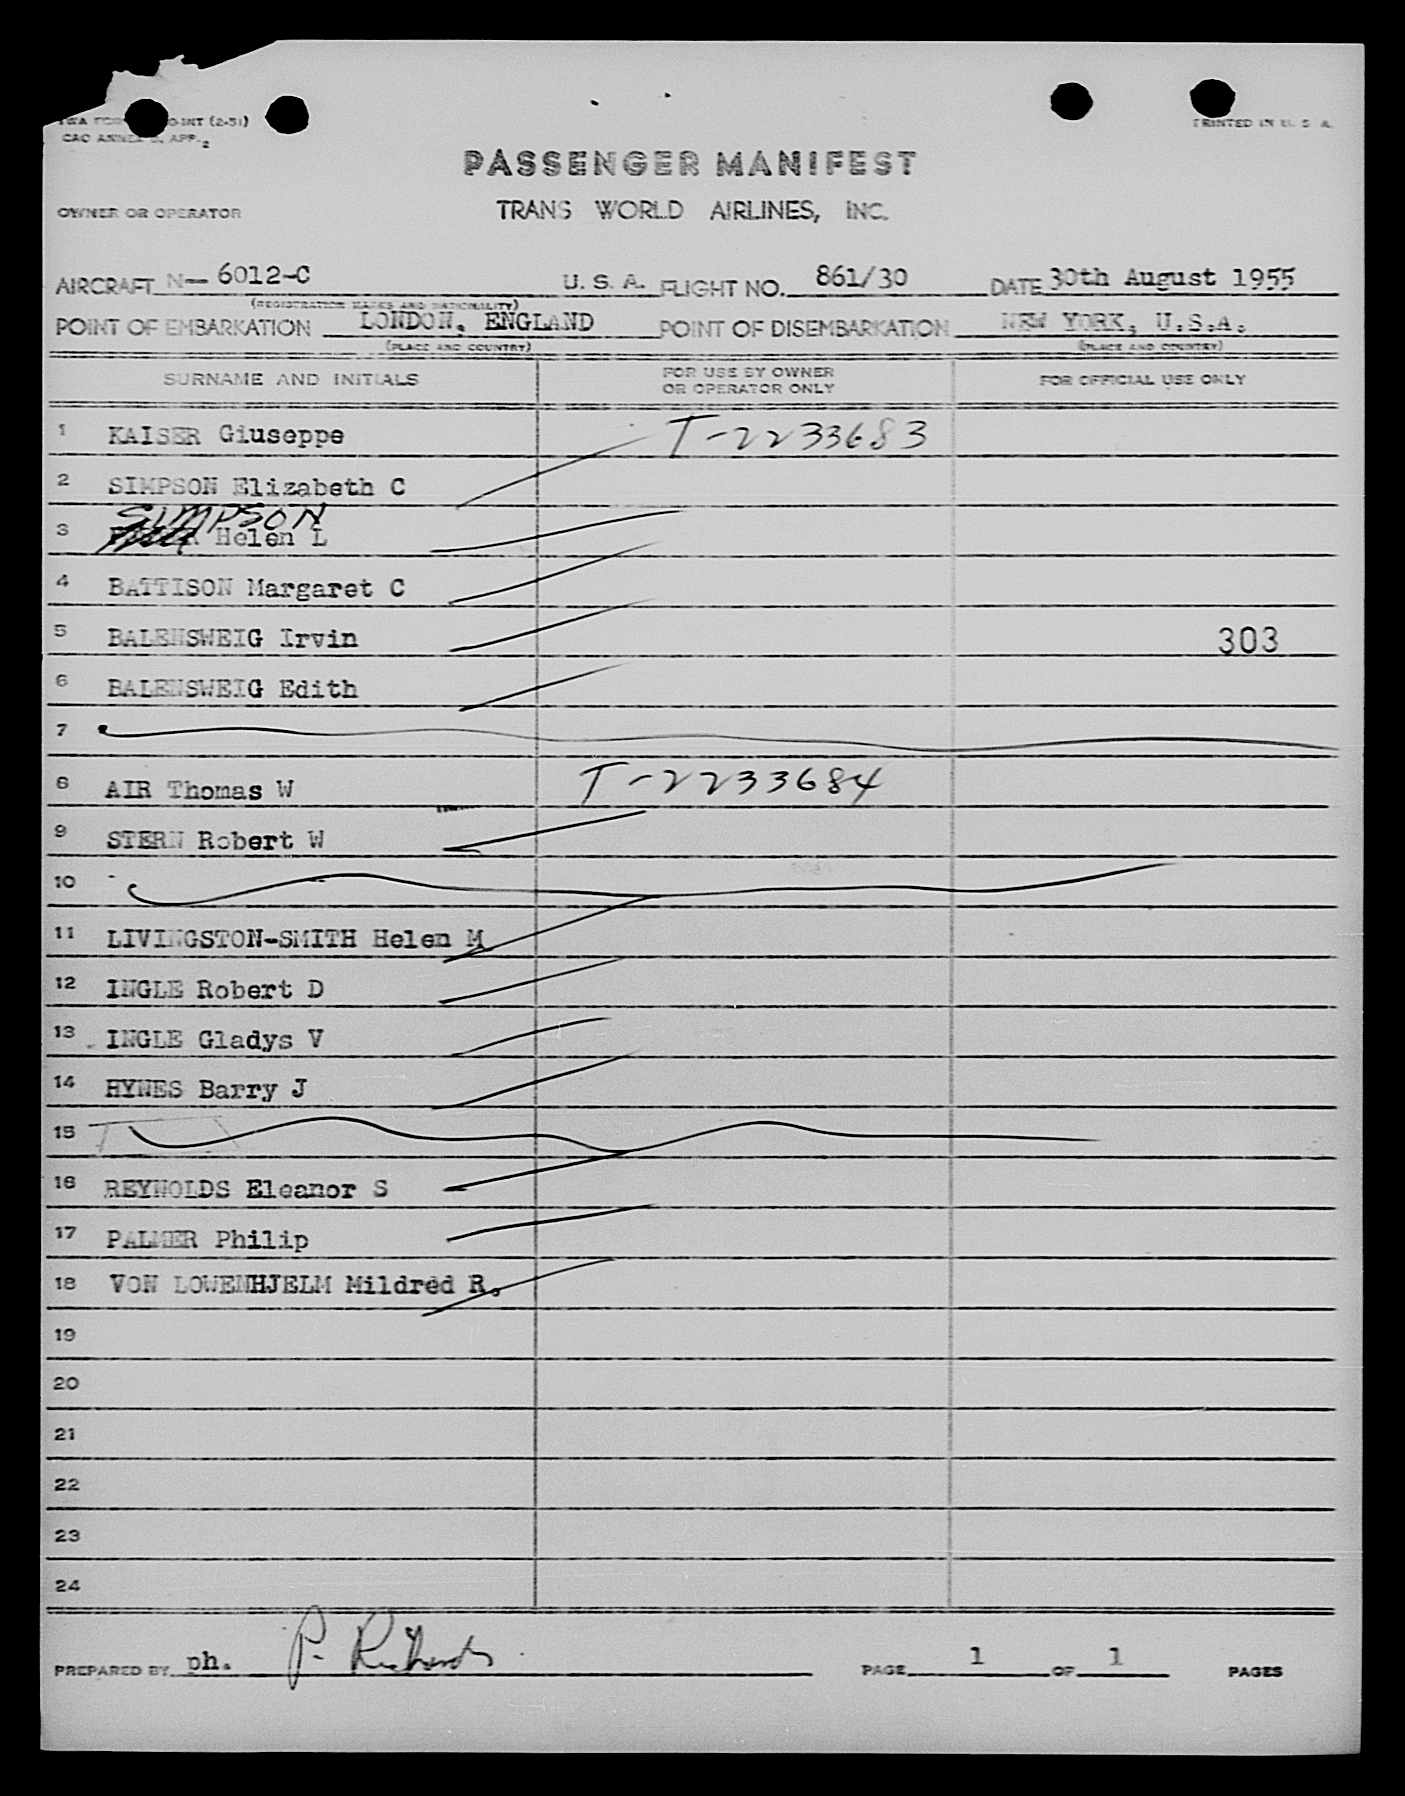 (2-51)
PRINTED IN U. S. A.
PASSENGER MANIFEST
OWNER OR OPERATOR TRANS WORLD AIRLINES, INC.
AIRCRAFT N— 6012-C U. S. A. FLIGHT NO. 861/30 DATE 30th August 1955
(REGISTRATION MARKS AND NATIONALITY)
POINT OF EMBARKATION LONDON. ENGLAND POINT OF DISEMBARKATION NEW YORK, U.S.A.
(PLACE AND COUNTRY) (PLACE AND COUNTRY)
SURNAME AND INITIALS FOR USE BY OWNER OR OPERATOR ONLY FOR OFFICIAL USE ONLY
1 KAISER Giuseppe T-2233683
2 SIMPSON Elizabeth C
3 SIMPSON Helen L
4 BATTISON Margaret C
5 BALENSWEIG Irvin 303
6 BALENSWEIG Edith
7
8 AIR Thomas W T-2233684
9 STERN Robert W
10
11 LIVINGSTON-SMITH Helen M
12 INGLE Robert D
13 INGLE Gladys V
14 HYNES Barry J
15
16 REYNOLDS Eleanor S
17 PALMER Philip
18 VON LOWENHJELM Mildred R.
19
20
21
22
23
24
PREPARED BY ph. P. Richards PAGE 1 OF 1 PAGES